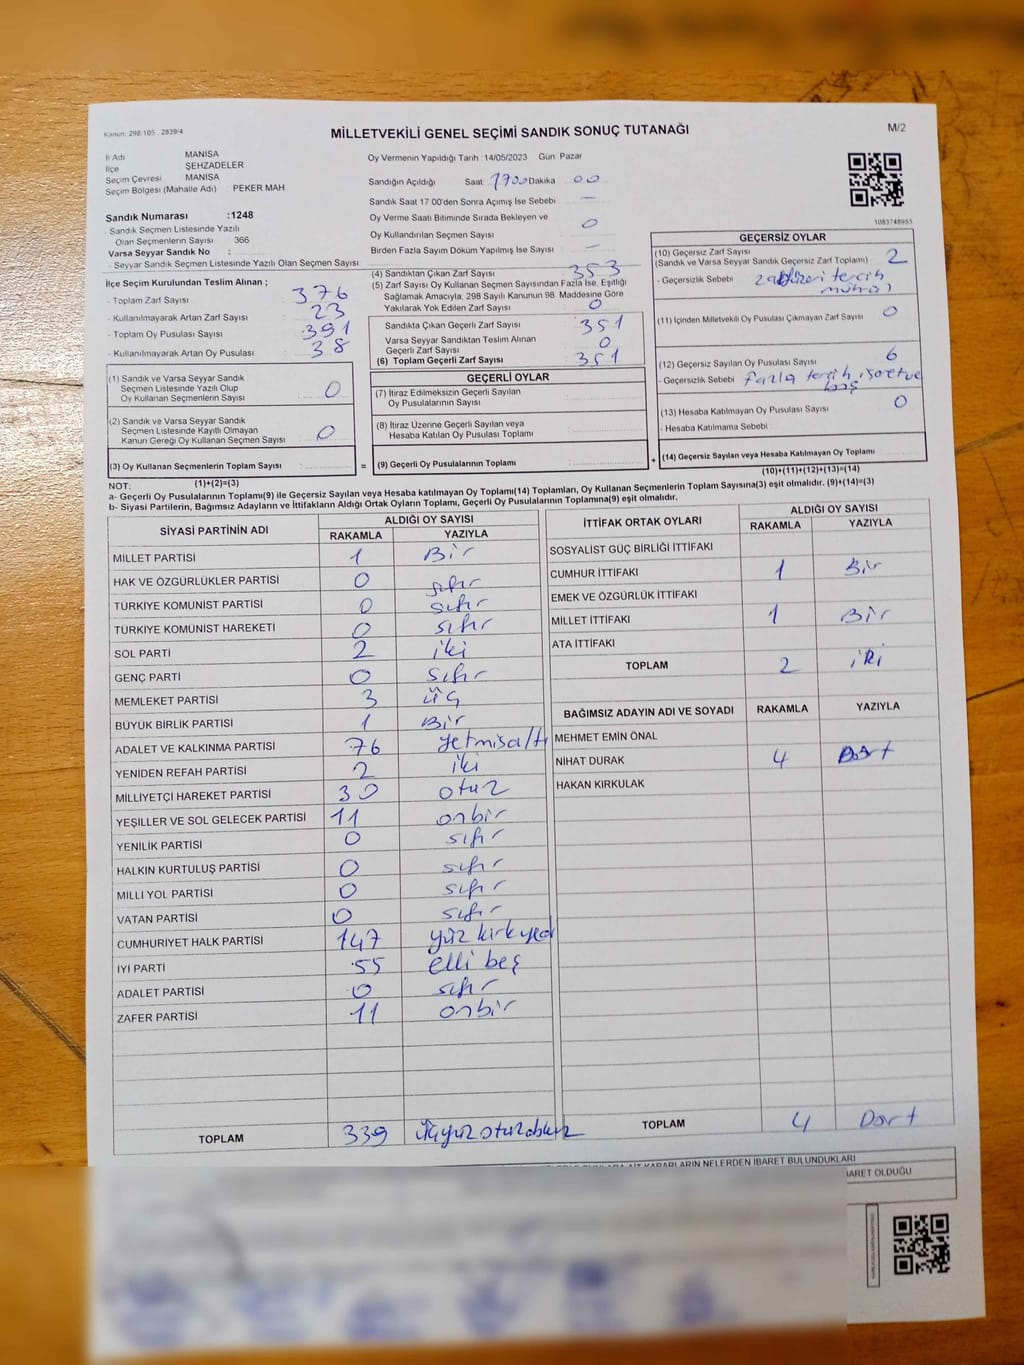 Kanun: 298/105 , 2839/4
MİLLETVEKİLİ GENEL SEÇİMİ SANDIK SONUÇ TUTANAĞI
M/2
İl Adı MANİSA
İlçe ŞEHZADELER
Seçim Çevresi MANİSA
Seçim Bölgesi (Mahalle Adı) PEKER MAH.
Sandık Numarası :1248
- Sandık Seçmen Listesinde Yazılı
Olan Seçmenlerin Sayısı 366
Varsa Seyyar Sandık No :
- Seyyar Sandık Seçmen Listesinde Yazılı Olan Seçmen Sayısı
Oy Vermenin Yapıldığı Tarih :14/05/2023 Gün: Pazar
Sandığın Açıldığı Saat 17:00 Dakika 00
Sandık Saat 17:00'den Sonra Açımış İse Sebebi —
Oy Verme Saati Bitiminde Sırada Bekleyen ve
Oy Kullandırılan Seçmen Sayısı 0
Birden Fazla Sayım Döküm Yapılmış İse Sayısı —
1083748953
İlçe Seçim Kurulundan Teslim Alınan ;
- Toplam Zarf Sayısı 376
- Kullanılmayarak Artan Zarf Sayısı 23
- Toplam Oy Pusulası Sayısı 391
- Kullanılmayarak Artan Oy Pusulası 38
(1) Sandık ve Varsa Seyyar Sandık
Seçmen Listesinde Yazılı Olup
Oy Kullanan Seçmenlerin Sayısı 0
(2) Sandık ve Varsa Seyyar Sandık
Seçmen Listesinde Kayıtlı Olmayan
Kanun Gereği Oy Kullanan Seçmen Sayısı 0
(3) Oy Kullanan Seçmenlerin Toplam Sayısı : =
(1)+(2)=(3)
(4) Sandıktan Çıkan Zarf Sayısı 353
(5) Zarf Sayısı Oy Kullanan Seçmen Sayısından Fazla İse, Eşitliği
Sağlamak Amacıyla; 298 Sayılı Kanunun 98. Maddesine Göre
Yakılarak Yok Edilen Zarf Sayısı 0
Sandıkta Çıkan Geçerli Zarf Sayısı 351
Varsa Seyyar Sandıktan Teslim Alınan
Geçerli Zarf Sayısı 0
(6) Toplam Geçerli Zarf Sayısı 351
GEÇERLİ OYLAR
(7) İtiraz Edilmeksizin Geçerli Sayılan
Oy Pusulalarının Sayısı
(8) İtiraz Üzerine Geçerli Sayılan veya
Hesaba Katılan Oy Pusulası Toplamı
(9) Geçerli Oy Pusulalarının Toplamı : +
GEÇERSİZ OYLAR
(10) Geçersiz Zarf Sayısı
(Sandık ve Varsa Seyyar Sandık Geçersiz Zarf Toplamı) 2
- Geçersizlik Sebebi tercih
(11) İçinden Milletvekili Oy Pusulası Çıkmayan Zarf Sayısı 0
(12) Geçersiz Sayılan Oy Pusulası Sayısı 6
- Geçersizlik Sebebi fazla tercih işaret ve
boş
(13) Hesaba Katılmayan Oy Pusulası Sayısı 0
- Hesaba Katılmama Sebebi
(14) Geçersiz Sayılan veya Hesaba Katılmayan Oy Toplamı
(10)+(11)+(12)+(13)=(14)
NOT:
a- Geçerli Oy Pusulalarının Toplamı(9) ile Geçersiz Sayılan veya Hesaba katılmayan Oy Toplamı(14) Toplamları, Oy Kullanan Seçmenlerin Toplam Sayısına(3) eşit olmalıdır. (9)+(14)=(3)
b- Siyasi Partilerin, Bağımsız Adayların ve İttifakların Aldığı Ortak Oyların Toplamı, Geçerli Oy Pusulalarının Toplamına(9) eşit olmalıdır.
SİYASİ PARTİNİN ADI ALDIĞI OY SAYISI
RAKAMLA YAZIYLA
MİLLET PARTİSİ 1 Bir
HAK VE ÖZGÜRLÜKLER PARTİSİ 0 sıfır
TÜRKİYE KOMÜNİST PARTİSİ 0 sıfır
TÜRKİYE KOMÜNİST HAREKETİ 0 sıfır
SOL PARTİ 2 iki
GENÇ PARTİ 0 sıfır
MEMLEKET PARTİSİ 3 üç
BÜYÜK BİRLİK PARTİSİ 1 Bir
ADALET VE KALKINMA PARTİSİ 76 Yetmişaltı
YENİDEN REFAH PARTİSİ 2 iki
MİLLİYETÇİ HAREKET PARTİSİ 30 otuz
YEŞİLLER VE SOL GELECEK PARTİSİ 11 onbir
YENİLİK PARTİSİ 0 sıfır
HALKIN KURTULUŞ PARTİSİ 0 sıfır
MİLLİ YOL PARTİSİ 0 sıfır
VATAN PARTİSİ 0 sıfır
CUMHURİYET HALK PARTİSİ 147 yüz kırk yedi
İYİ PARTİ 55 elli beş
ADALET PARTİSİ 0 sıfır
ZAFER PARTİSİ 11 onbir
TOPLAM 339 üçyüz otuz dokuz
İTTİFAK ORTAK OYLARI ALDIĞI OY SAYISI
RAKAMLA YAZIYLA
SOSYALİST GÜÇ BİRLİĞİ İTTİFAKI
CUMHUR İTTİFAKI 1 Bir
EMEK VE ÖZGÜRLÜK İTTİFAKI
MİLLET İTTİFAKI 1 Bir
ATA İTTİFAKI
TOPLAM 2 iki
BAĞIMSIZ ADAYIN ADI VE SOYADI RAKAMLA YAZIYLA
MEHMET EMİN ÖNAL
NİHAT DURAK 4 Dört
HAKAN KIRKULAK
TOPLAM 4 Dört
KARARLARIN NELERDEN İBARET BULUNDUKLARI
İBARET OLDUĞU